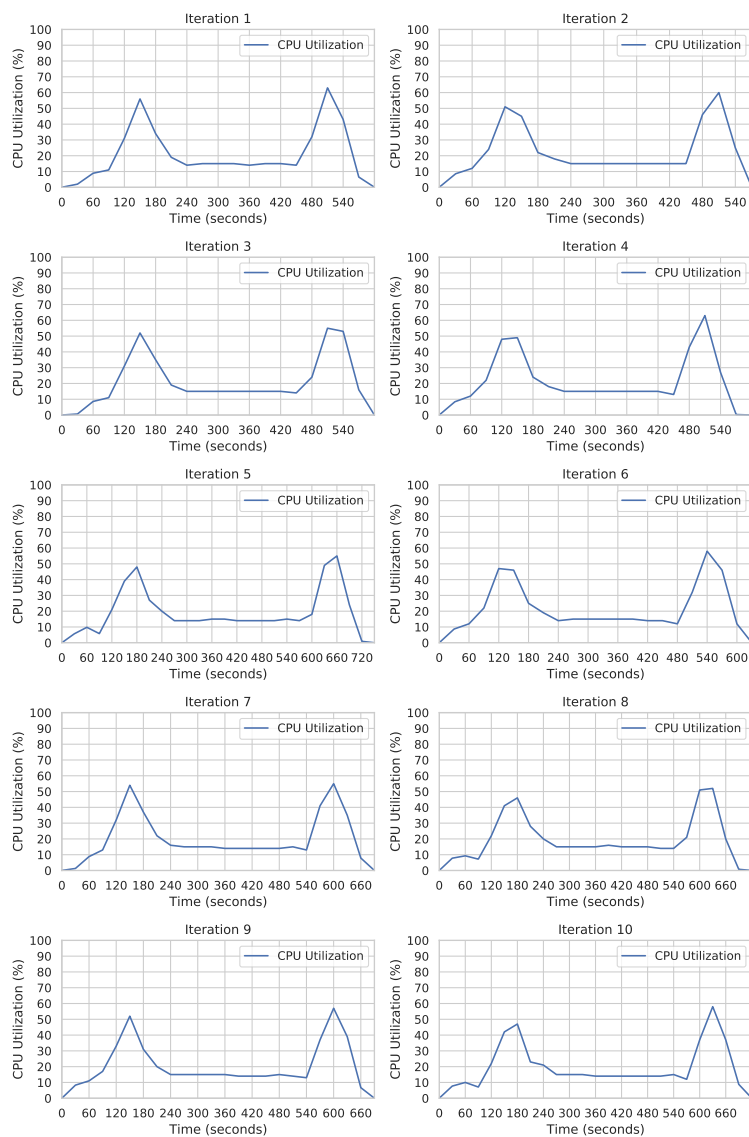 Iteration 1
CPU Utilization
100
90
80
70
60
50
40
30
20
10
0
CPU Utilization (%)
0 60 120 180 240 300 360 420 480 540
Time (seconds)
Iteration 2
CPU Utilization
100
90
80
70
60
50
40
30
20
10
0
CPU Utilization (%)
0 60 120 180 240 300 360 420 480 540
Time (seconds)
Iteration 3
CPU Utilization
100
90
80
70
60
50
40
30
20
10
0
CPU Utilization (%)
0 60 120 180 240 300 360 420 480 540
Time (seconds)
Iteration 4
CPU Utilization
100
90
80
70
60
50
40
30
20
10
0
CPU Utilization (%)
0 60 120 180 240 300 360 420 480 540
Time (seconds)
Iteration 5
CPU Utilization
100
90
80
70
60
50
40
30
20
10
0
CPU Utilization (%)
0 60 120 180 240 300 360 420 480 540 600 660 720
Time (seconds)
Iteration 6
CPU Utilization
100
90
80
70
60
50
40
30
20
10
0
CPU Utilization (%)
0 60 120 180 240 300 360 420 480 540 600
Time (seconds)
Iteration 7
CPU Utilization
100
90
80
70
60
50
40
30
20
10
0
CPU Utilization (%)
0 60 120 180 240 300 360 420 480 540 600 660
Time (seconds)
Iteration 8
CPU Utilization
100
90
80
70
60
50
40
30
20
10
0
CPU Utilization (%)
0 60 120 180 240 300 360 420 480 540 600 660
Time (seconds)
Iteration 9
CPU Utilization
100
90
80
70
60
50
40
30
20
10
0
CPU Utilization (%)
0 60 120 180 240 300 360 420 480 540 600 660
Time (seconds)
Iteration 10
CPU Utilization
100
90
80
70
60
50
40
30
20
10
0
CPU Utilization (%)
0 60 120 180 240 300 360 420 480 540 600 660
Time (seconds)